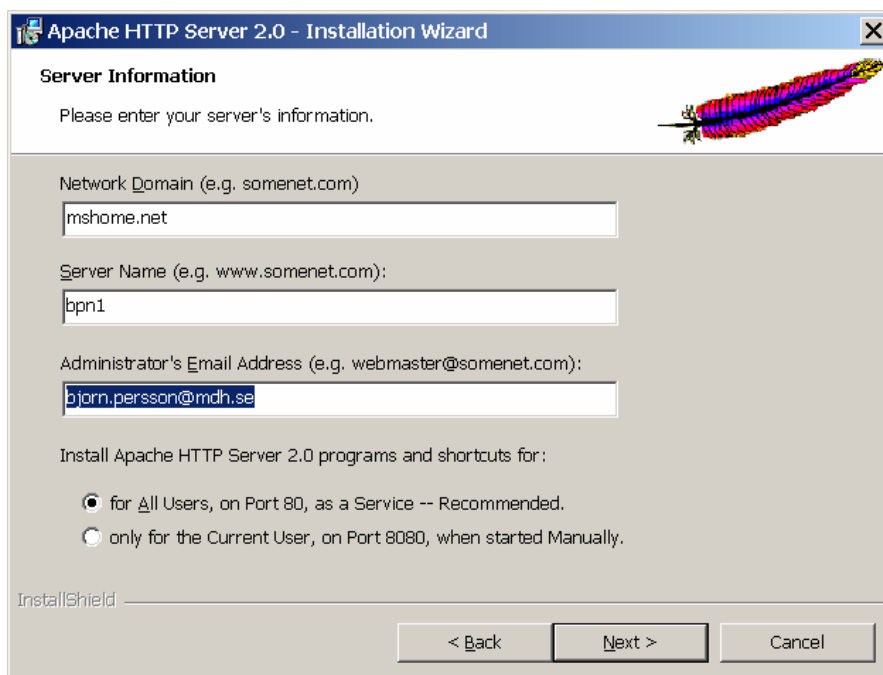 Apache HTTP Server 2.0 - Installation Wizard
Server Information
Please enter your server's information.
Network Domain (e.g. somenet.com)
mshome.net
Server Name (e.g. www.somenet.com):
bpn1
Administrator's Email Address (e.g. webmaster@somenet.com):
bjorn.persson@mdh.se
Install Apache HTTP Server 2.0 programs and shortcuts for:
for All Users, on Port 80, as a Service -- Recommended.
only for the Current User, on Port 8080, when started Manually.
InstallShield
< Back Next > Cancel